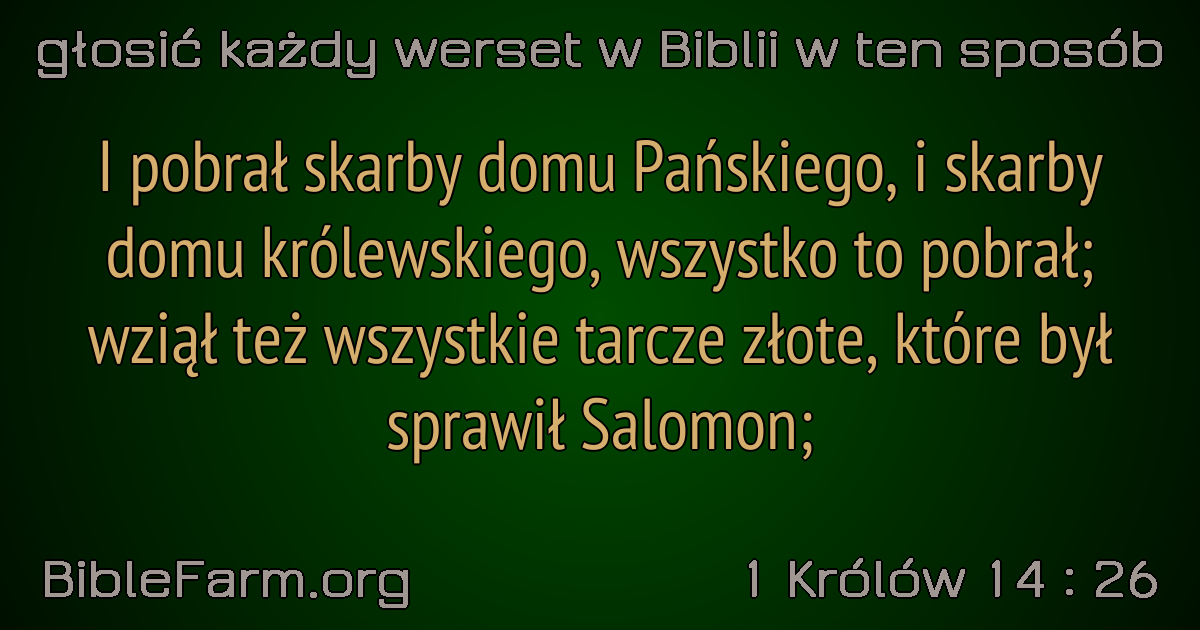 głosić każdy werset w Biblii w ten sposób
I pobrał skarby domu Pańskiego, i skarby
domu królewskiego, wszystko to pobrał;
wziął też wszystkie tarcze złote, które był
sprawił Salomon;
BibleFarm.org
1 Królów 14 : 26